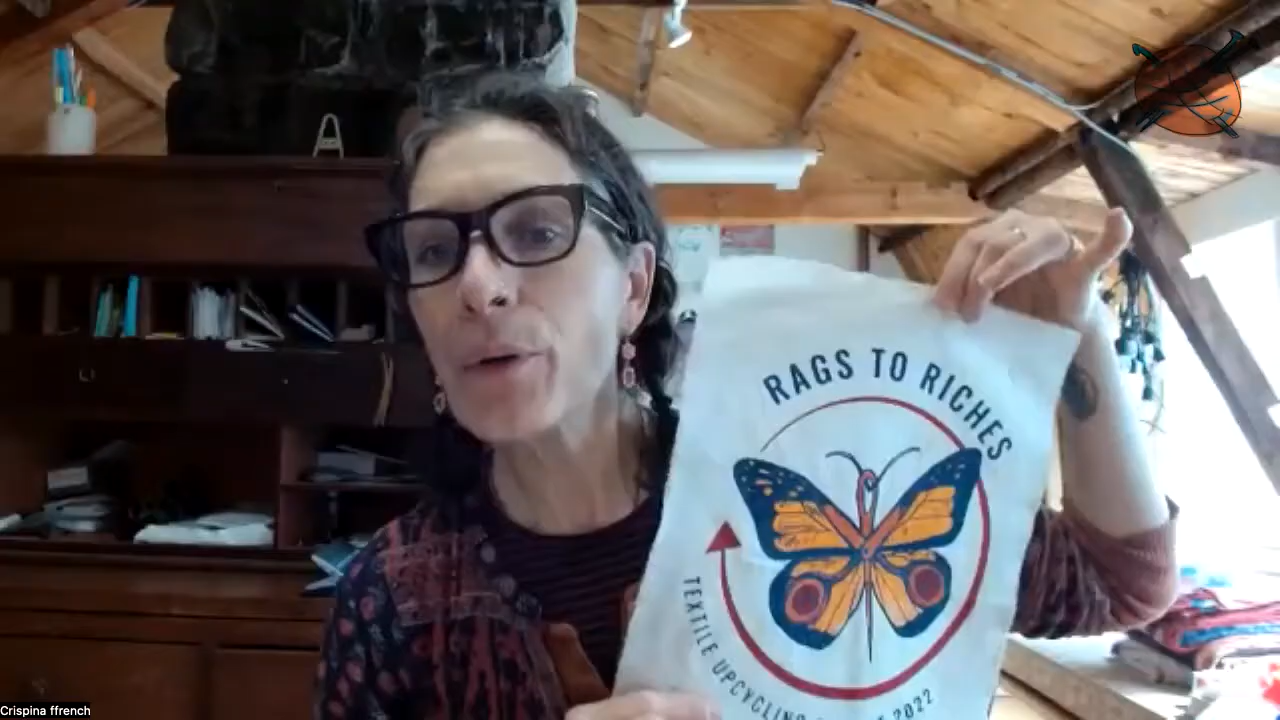 RAGS TO RICHES
TEXTILE UPCYCLING
2022
Crispina ffrench